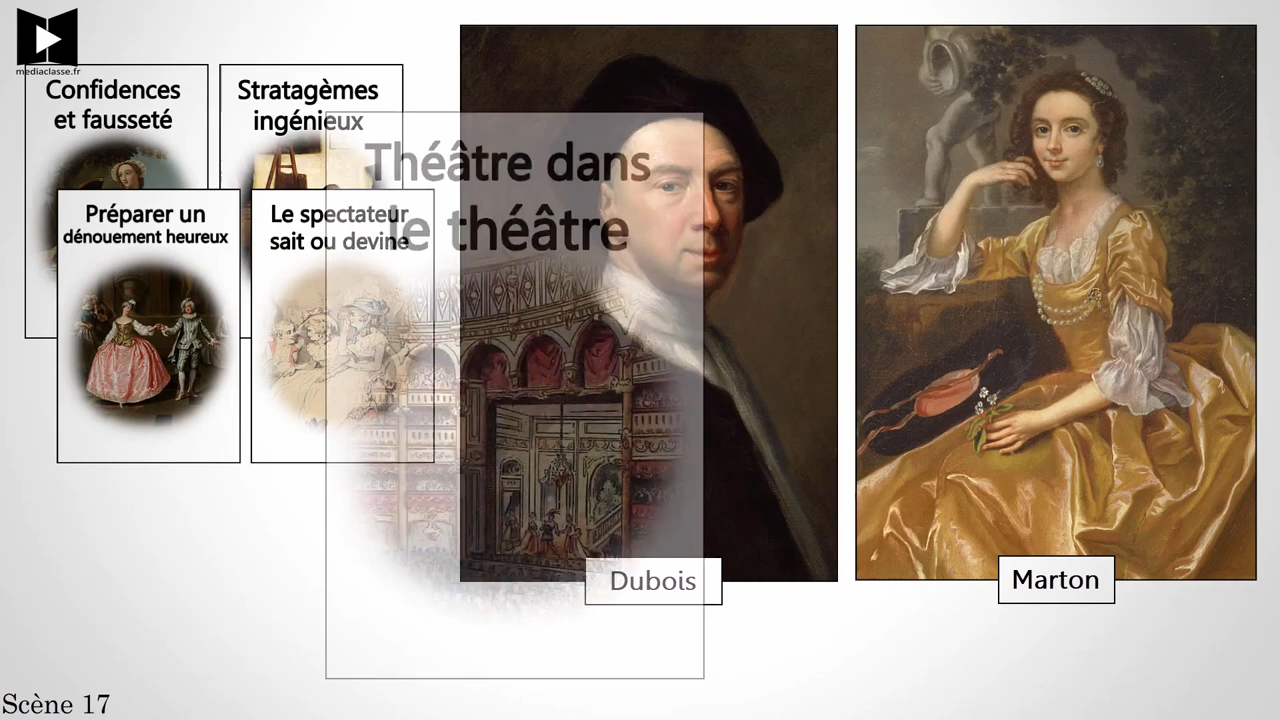 mediaclasse.fr
Confidences
et fausseté
Stratagèmes
ingénieux
Théâtre dans
le théâtre
Préparer un
dénouement heureux
Le spectateur
sait ou devine
Dubois
Marton
Scène 17